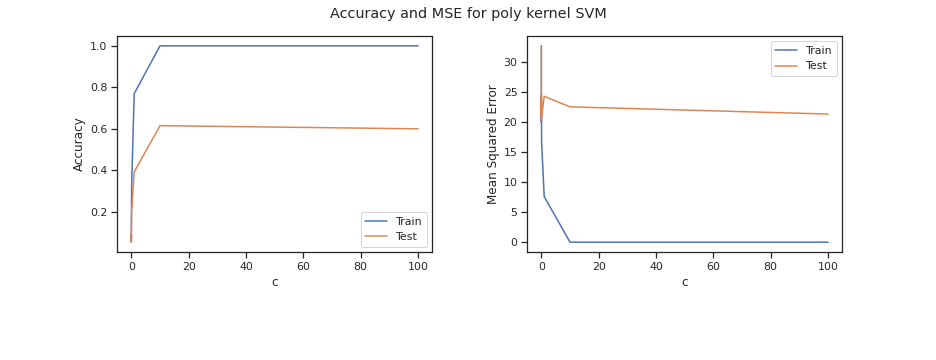 Accuracy and MSE for poly kernel SVM
Accuracy
1.0
0.8
0.6
0.4
0.2
0 20 40 60 80 100
c
Train
Test
Mean Squared Error
30
25
20
15
10
5
0
0 20 40 60 80 100
c
Train
Test